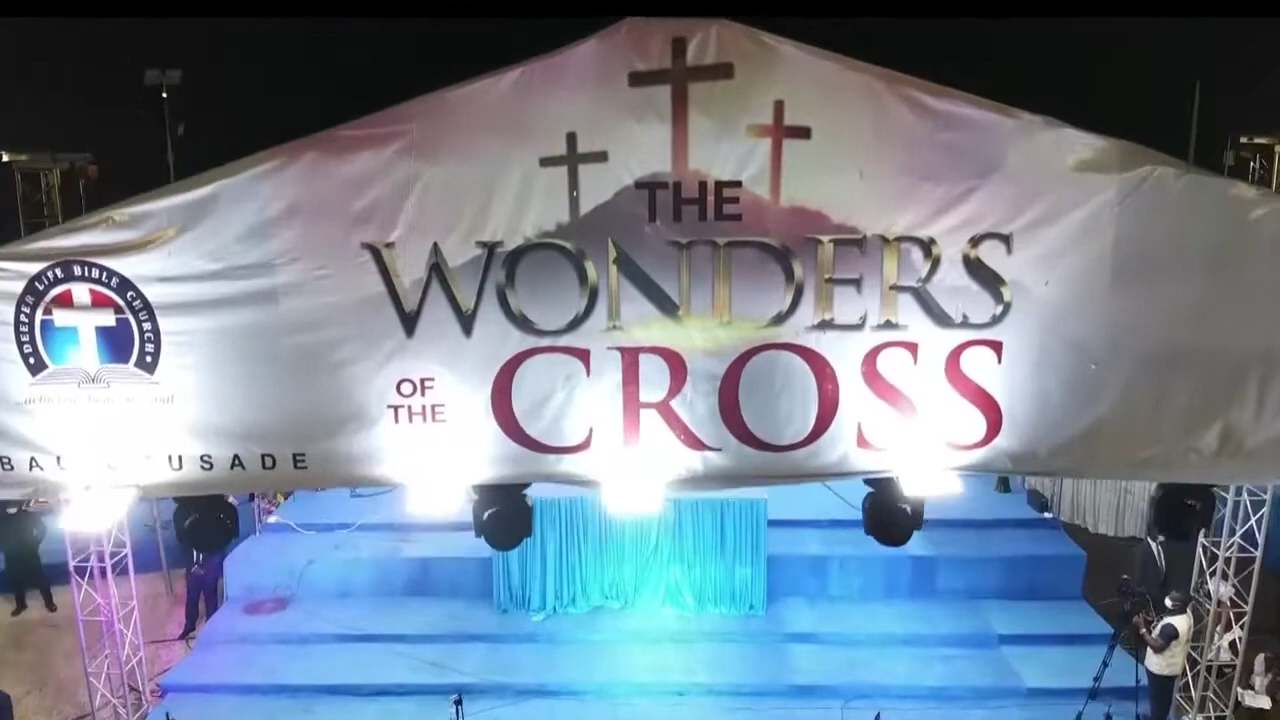 THE
WONDERS
OF THE
CROSS
DEEPER LIFE BIBLE CHURCH